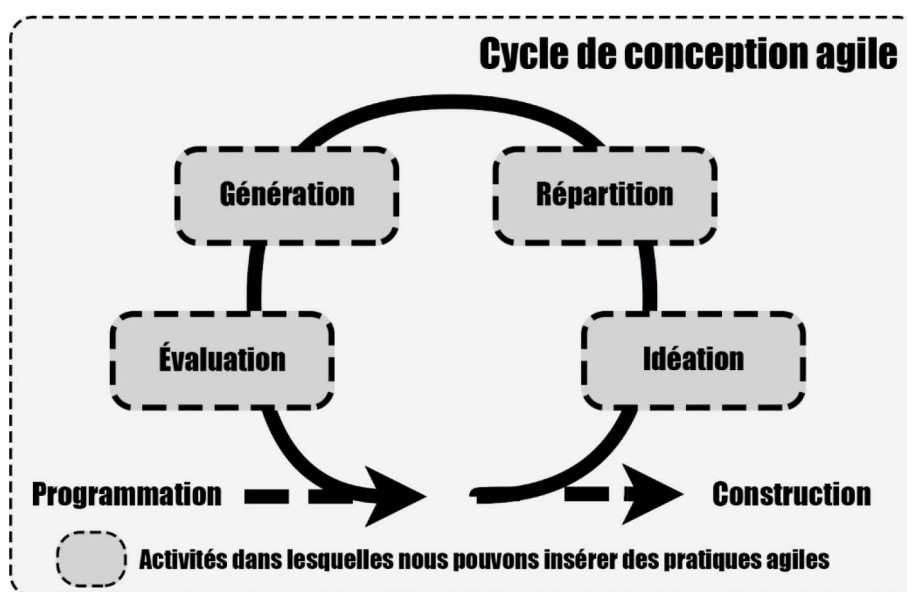 Cycle de conception agile
Génération
Répartition
Évaluation
Idéation
Programmation
Construction
Activités dans lesquelles nous pouvons insérer des pratiques agiles